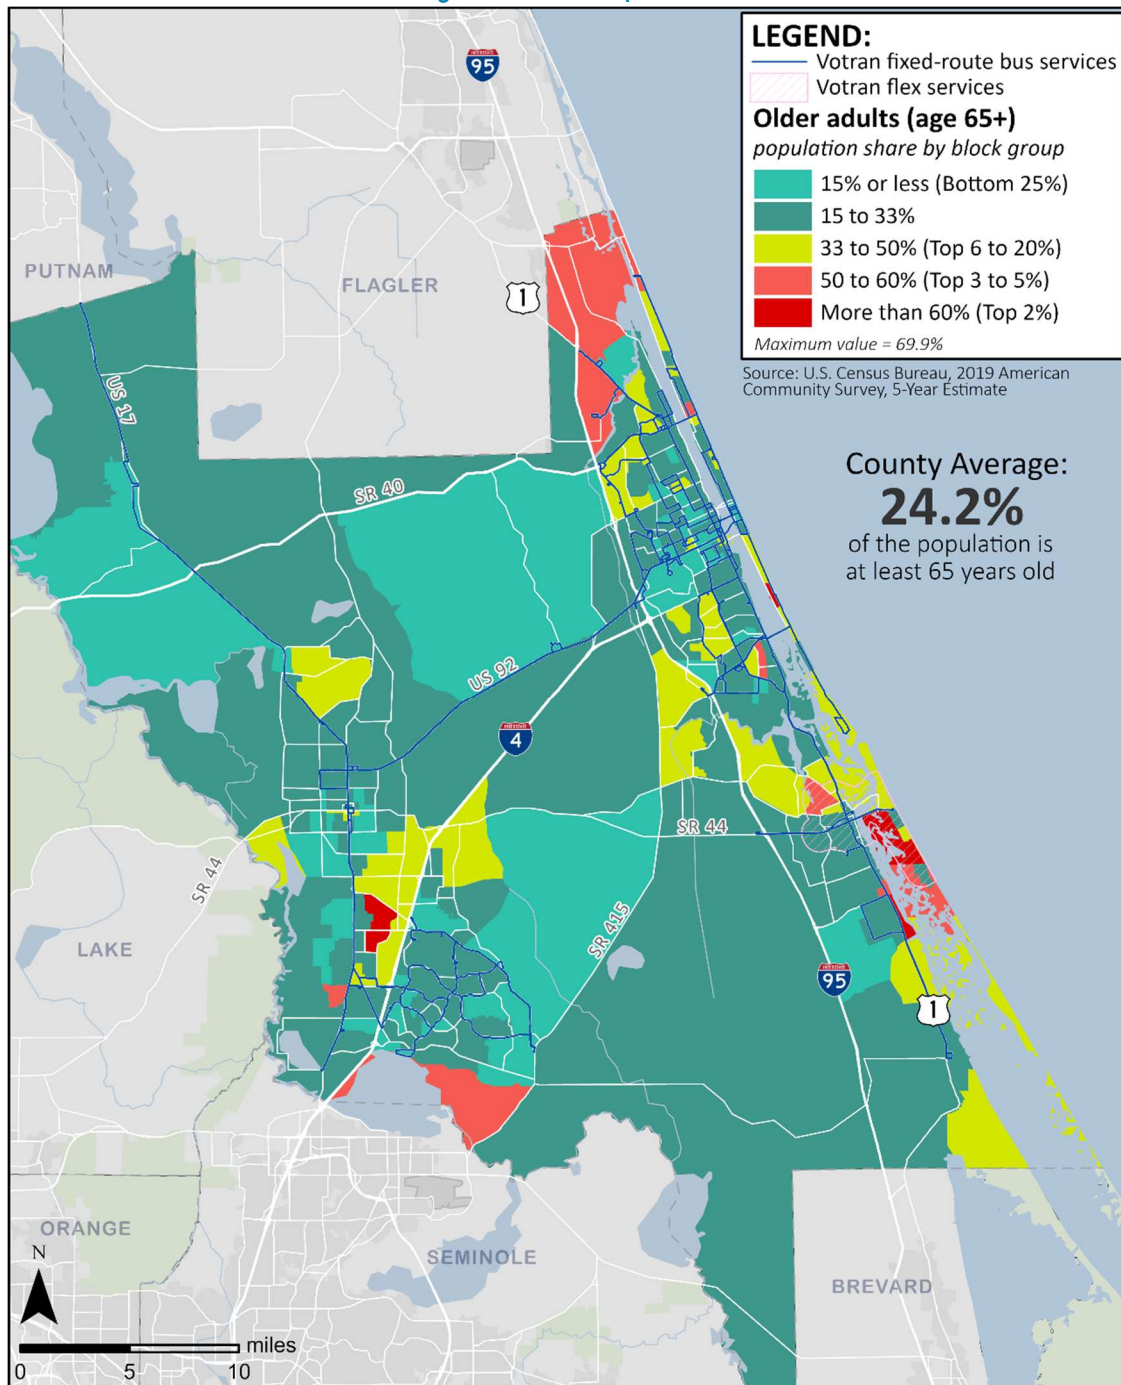 LEGEND:
Votran fixed-route bus services
Votran flex services
Older adults (age 65+)
population share by block group
15% or less (Bottom 25%)
15 to 33%
33 to 50% (Top 6 to 20%)
50 to 60% (Top 3 to 5%)
More than 60% (Top 2%)
Maximum value = 69.9%
Source: U.S. Census Bureau, 2019 American
Community Survey, 5-Year Estimate
County Average:
24.2%
of the population is
at least 65 years old
INTERSTATE
95
PUTNAM
FLAGLER
1
US 17
SR 40
US 92
INTERSTATE
4
SR 44
SR 44
SR 415
LAKE
INTERSTATE
95
1
ORANGE
SEMINOLE
BREVARD
N
miles
0 5 10